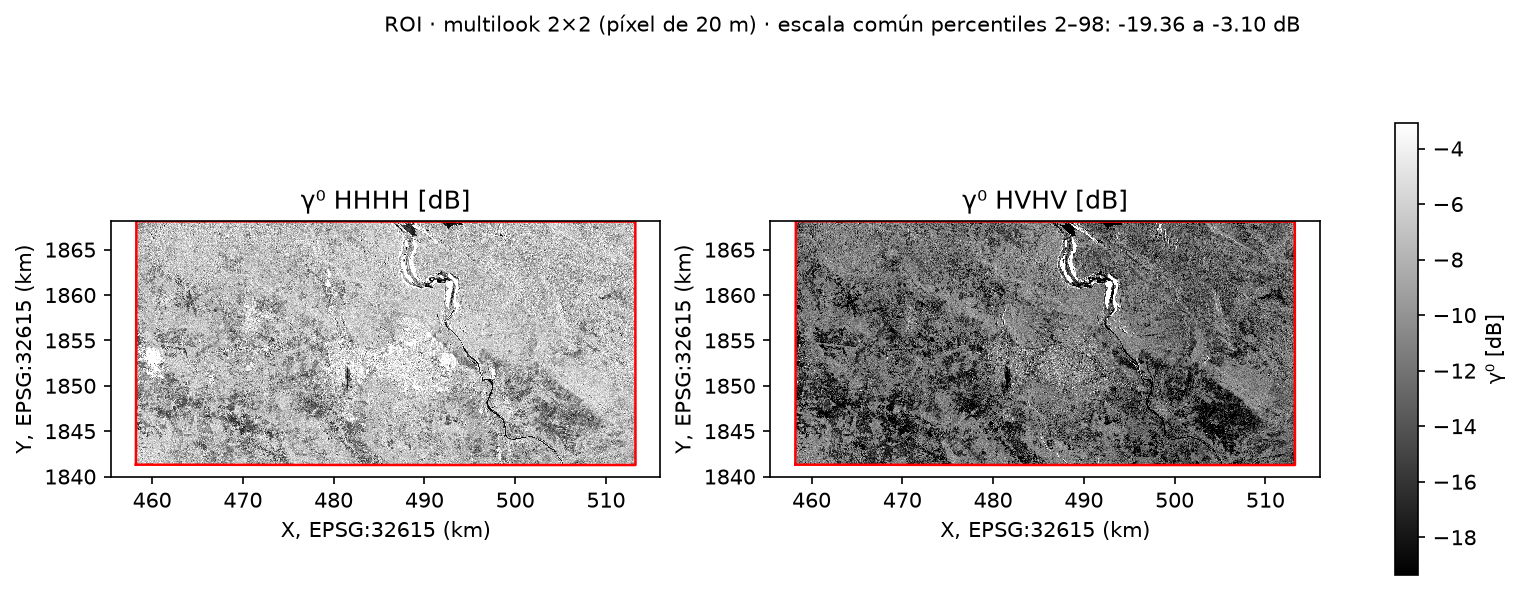 ROI · multilook 2×2 (píxel de 20 m) · escala común percentiles 2–98: -19.36 a -3.10 dB
γ⁰ HHHH [dB]
1865
1860
1855
1850
1845
1840
Y, EPSG:32615 (km)
460 470 480 490 500 510
X, EPSG:32615 (km)
γ⁰ HVHV [dB]
1865
1860
1855
1850
1845
1840
Y, EPSG:32615 (km)
460 470 480 490 500 510
X, EPSG:32615 (km)
−4
−6
−8
−10
−12
−14
−16
−18
γ⁰ [dB]